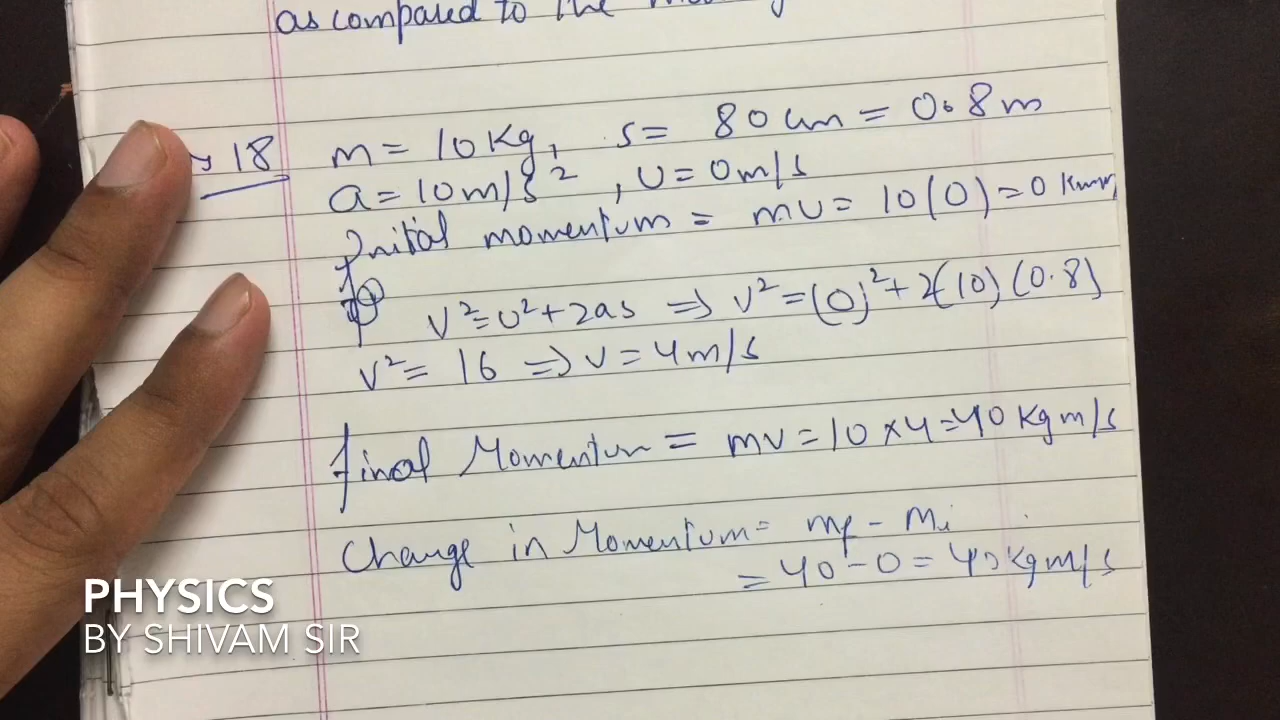 as compared to the
18 m = 10 Kg, s = 80 cm = 0.8 m
a = 10 m/s², u = 0 m/s
Initial momentum = mu = 10(0) = 0
v² = u² + 2as ⇒ v² = (0)² + 2(10)(0.8)
v² = 16 ⇒ v = 4 m/s
final Momentum = mv = 10 × 4 = 40 Kg m/s
Change in Momentum = mf - Mi
= 40 - 0 = 40 kg m/s
PHYSICS
BY SHIVAM SIR